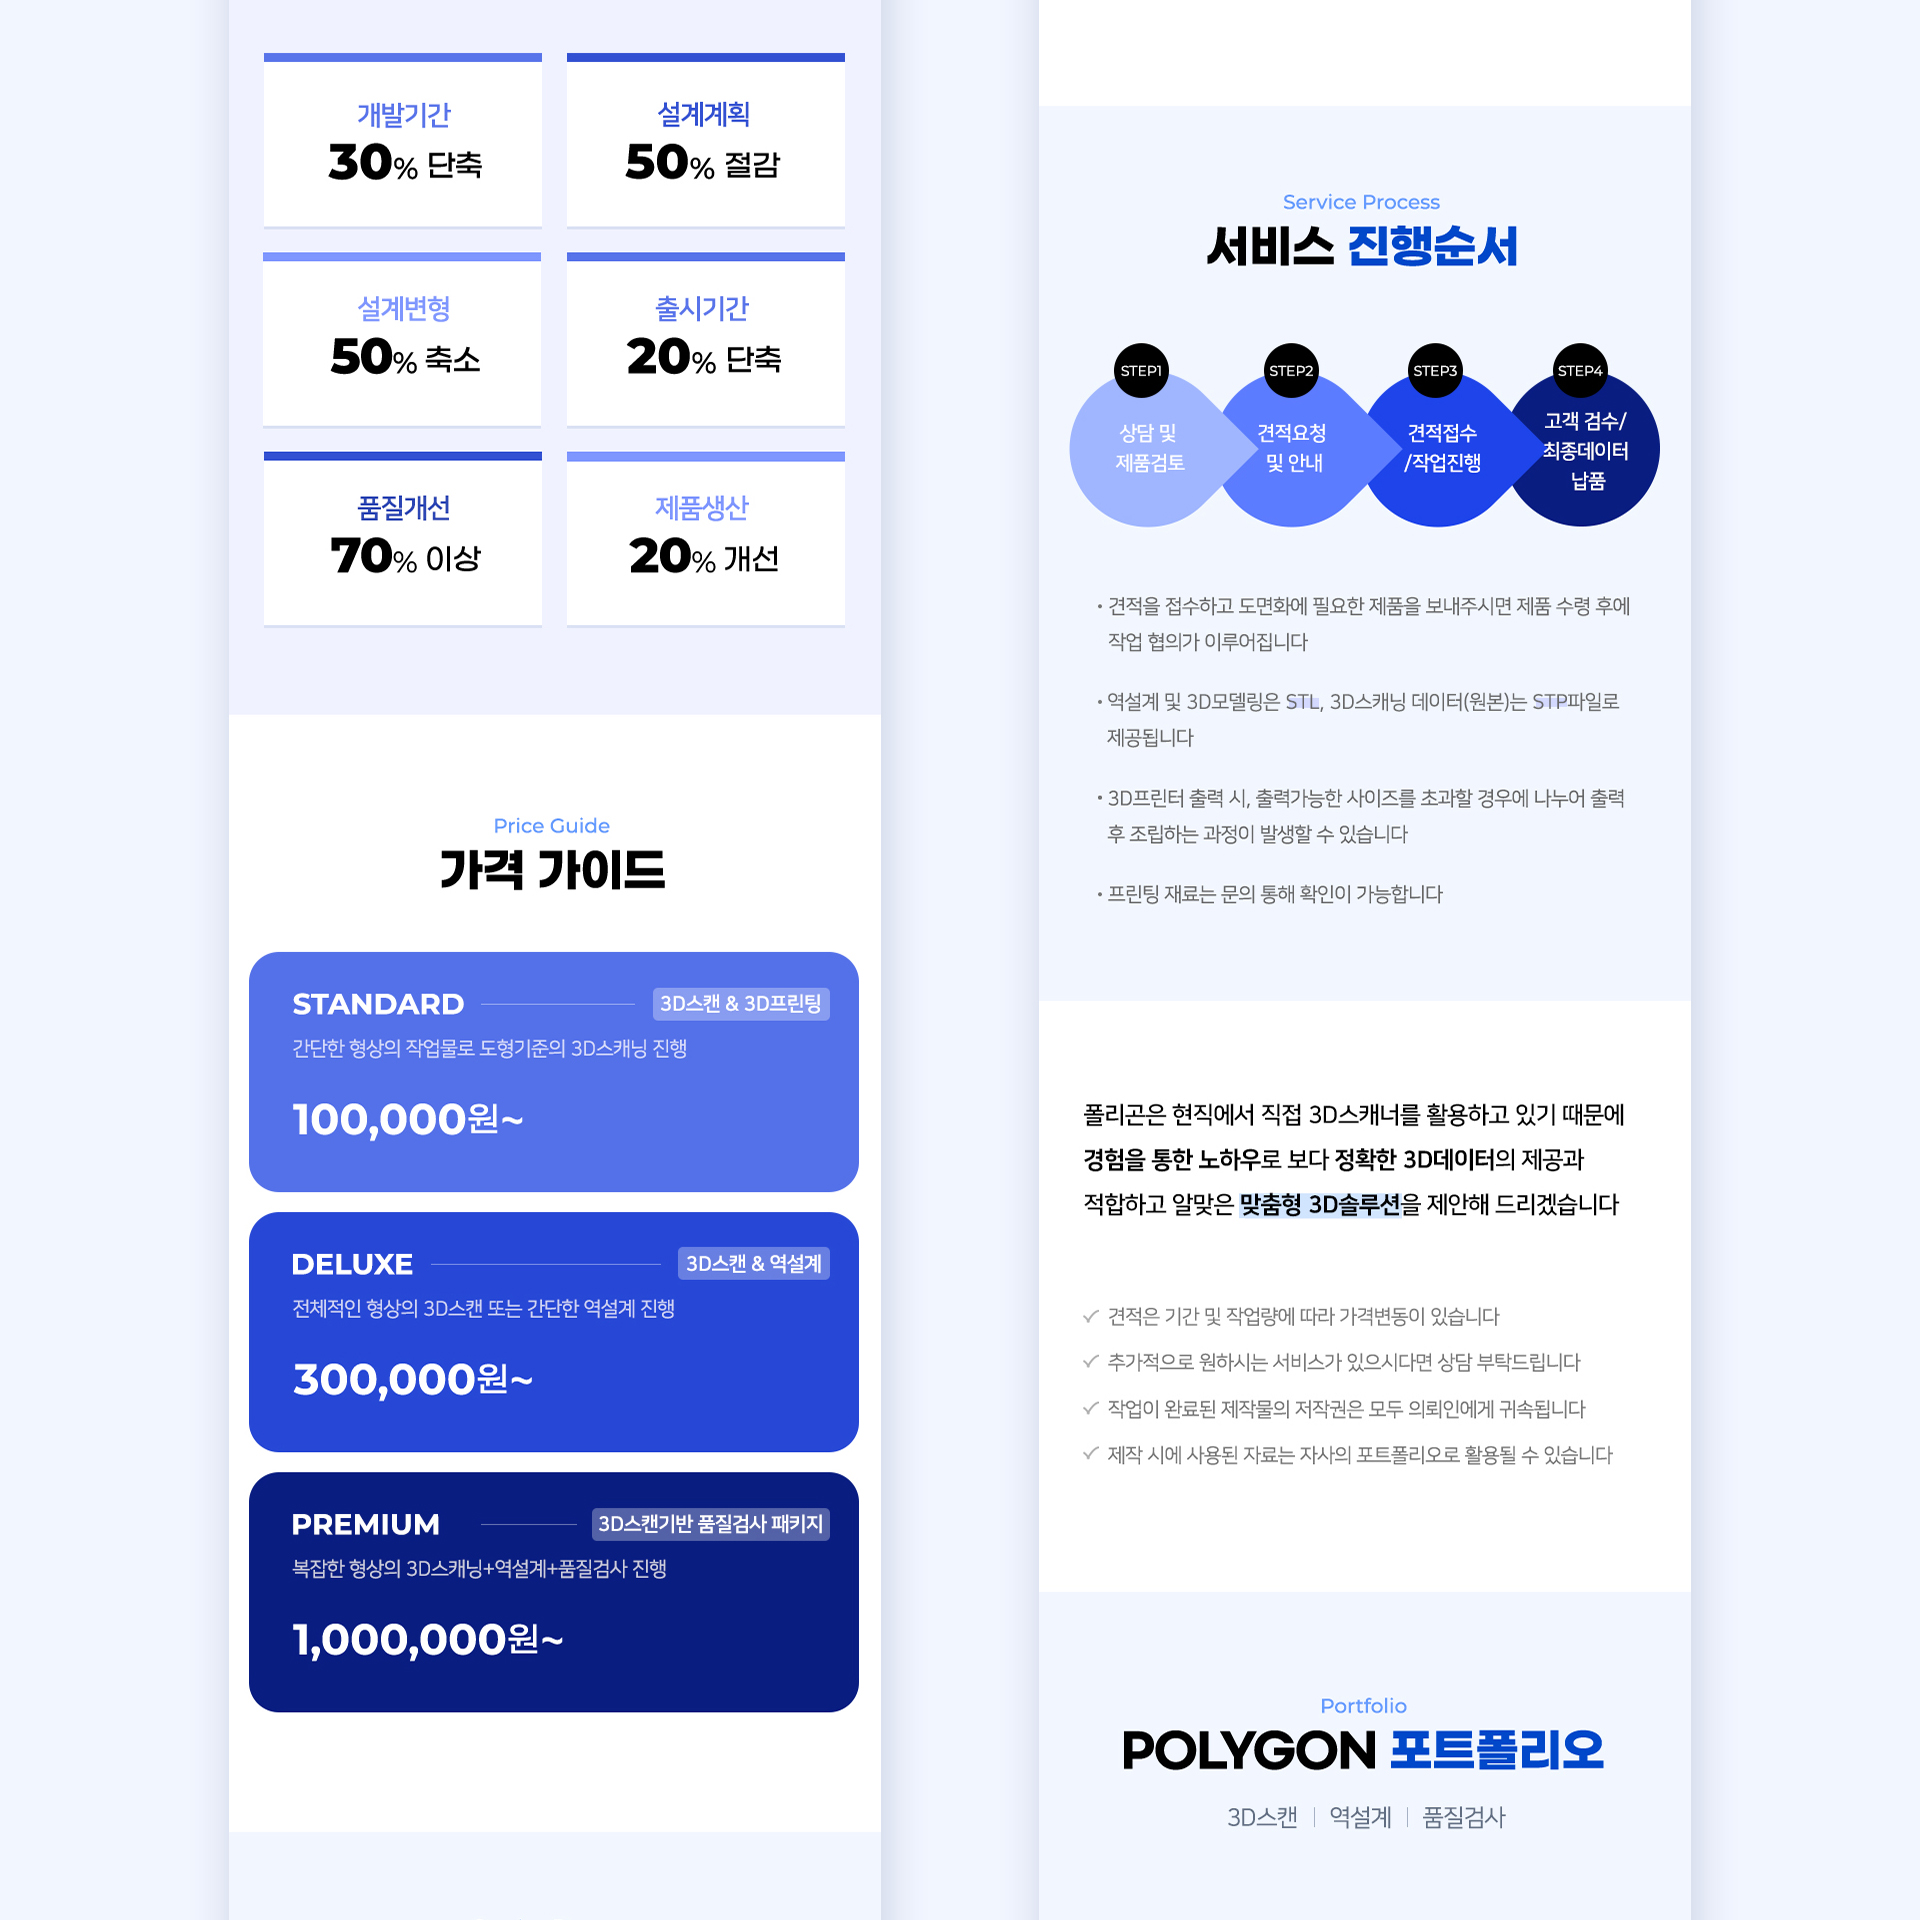 개발기간
30% 단축
설계계획
50% 절감
설계변형
50% 축소
출시기간
20% 단축
품질개선
70% 이상
제품생산
20% 개선
Price Guide
가격 가이드
STANDARD
3D스캔 & 3D프린팅
간단한 형상의 작업물로 도형기준의 3D스캐닝 진행
100,000원~
DELUXE
3D스캔 & 역설계
전체적인 형상의 3D스캔 또는 간단한 역설계 진행
300,000원~
PREMIUM
3D스캔기반 품질검사 패키지
복잡한 형상의 3D스캐닝+역설계+품질검사 진행
1,000,000원~
Service Process
서비스 진행순서
STEP1
상담 및
제품검토
STEP2
견적요청
및 안내
STEP3
견적접수
/작업진행
STEP4
고객 검수/
최종데이터
납품
· 견적을 접수하고 도면화에 필요한 제품을 보내주시면 제품 수령 후에
작업 협의가 이루어집니다
· 역설계 및 3D모델링은 STL, 3D스캐닝 데이터(원본)는 STP파일로
제공됩니다
· 3D프린터 출력 시, 출력가능한 사이즈를 초과할 경우에 나누어 출력
후 조립하는 과정이 발생할 수 있습니다
· 프린팅 재료는 문의 통해 확인이 가능합니다
폴리곤은 현직에서 직접 3D스캐너를 활용하고 있기 때문에
경험을 통한 노하우로 보다 정확한 3D데이터의 제공과
적합하고 알맞은 맞춤형 3D솔루션을 제안해 드리겠습니다
견적은 기간 및 작업량에 따라 가격변동이 있습니다
추가적으로 원하시는 서비스가 있으시다면 상담 부탁드립니다
작업이 완료된 제작물의 저작권은 모두 의뢰인에게 귀속됩니다
제작 시에 사용된 자료는 자사의 포트폴리오로 활용될 수 있습니다
Portfolio
POLYGON 포트폴리오
3D스캔 | 역설계 | 품질검사